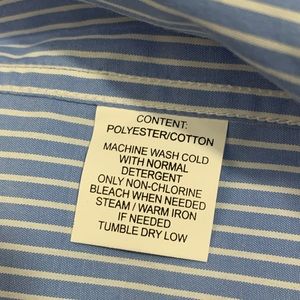 CONTENT:
POLYESTER/COTTON
MACHINE WASH COLD
WITH NORMAL
DETERGENT
ONLY NON-CHLORINE
BLEACH WHEN NEEDED
STEAM / WARM IRON
IF NEEDED
TUMBLE DRY LOW